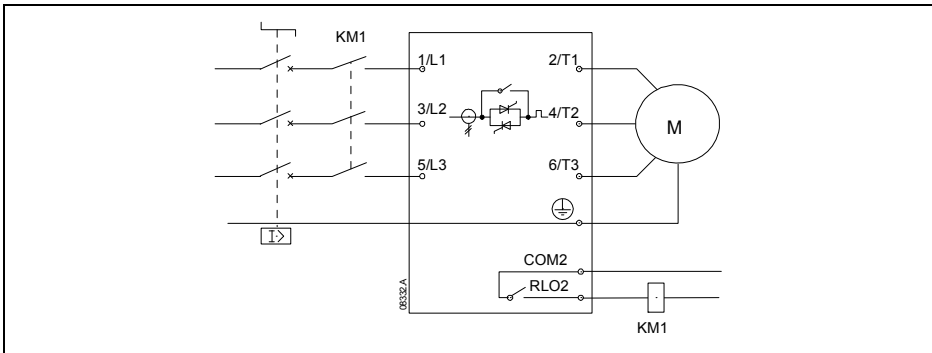 KM1
1/L1
2/T1
3/L2
4/T2
M
5/L3
6/T3
I>
COM2
RLO2
08332.A
KM1